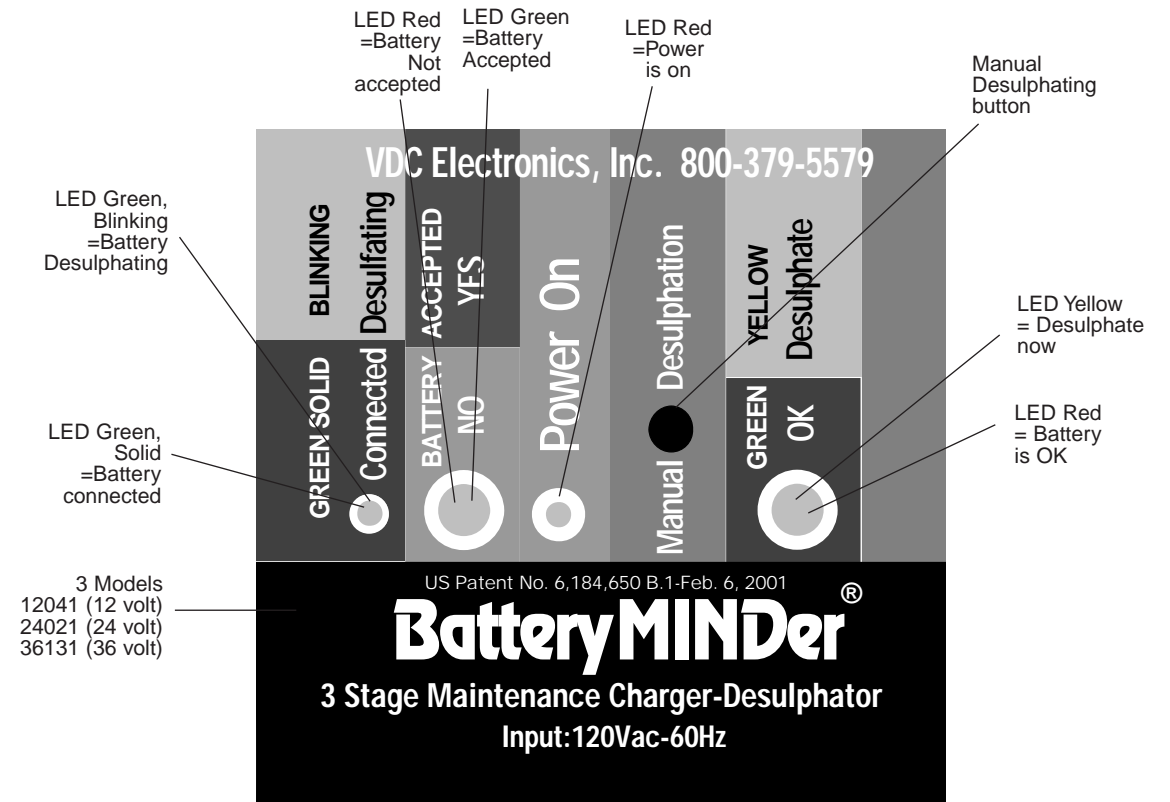 LED Red
=Battery
Not
accepted
LED Green
=Battery
Accepted
LED Red
=Power
is on
Manual
Desulphating
button
LED Green,
Blinking
=Battery
Desulphating
LED Green,
Solid
=Battery
connected
3 Models
12041 (12 volt)
24021 (24 volt)
36131 (36 volt)
VDC Electronics, Inc. 800-379-5579
BLINKING
Desulfating
GREEN SOLID
Connected
ACCEPTED
YES
BATTERY
NO
Power On
Manual Desulphation
YELLOW
Desulphate
GREEN
OK
LED Yellow
= Desulphate
now
LED Red
= Battery
is OK
US Patent No. 6,184,650 B.1-Feb. 6, 2001
BatteryMINDer®
3 Stage Maintenance Charger-Desulphator
Input:120Vac-60Hz